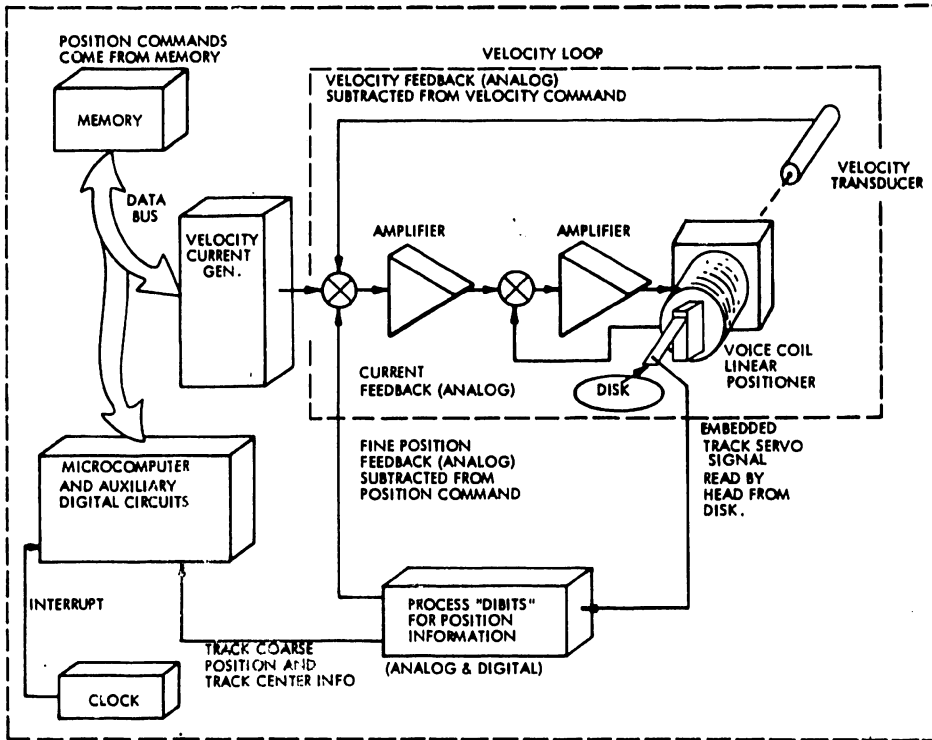 POSITION COMMANDS
COME FROM MEMORY
MEMORY
DATA
BUS
VELOCITY
CURRENT
GEN.
VELOCITY LOOP
VELOCITY FEEDBACK (ANALOG)
SUBTRACTED FROM VELOCITY COMMAND
VELOCITY
TRANSDUCER
AMPLIFIER
AMPLIFIER
VOICE COIL
LINEAR
POSITIONER
CURRENT
FEEDBACK (ANALOG)
DISK
EMBEDDED
TRACK SERVO
SIGNAL
READ BY
HEAD FROM
DISK.
FINE POSITION
FEEDBACK (ANALOG)
SUBTRACTED FROM
POSITION COMMAND
MICROCOMPUTER
AND AUXILIARY
DIGITAL CIRCUITS
INTERRUPT
CLOCK
TRACK COARSE
POSITION AND
TRACK CENTER INFO
PROCESS "DIBITS"
FOR POSITION
INFORMATION
(ANALOG & DIGITAL)